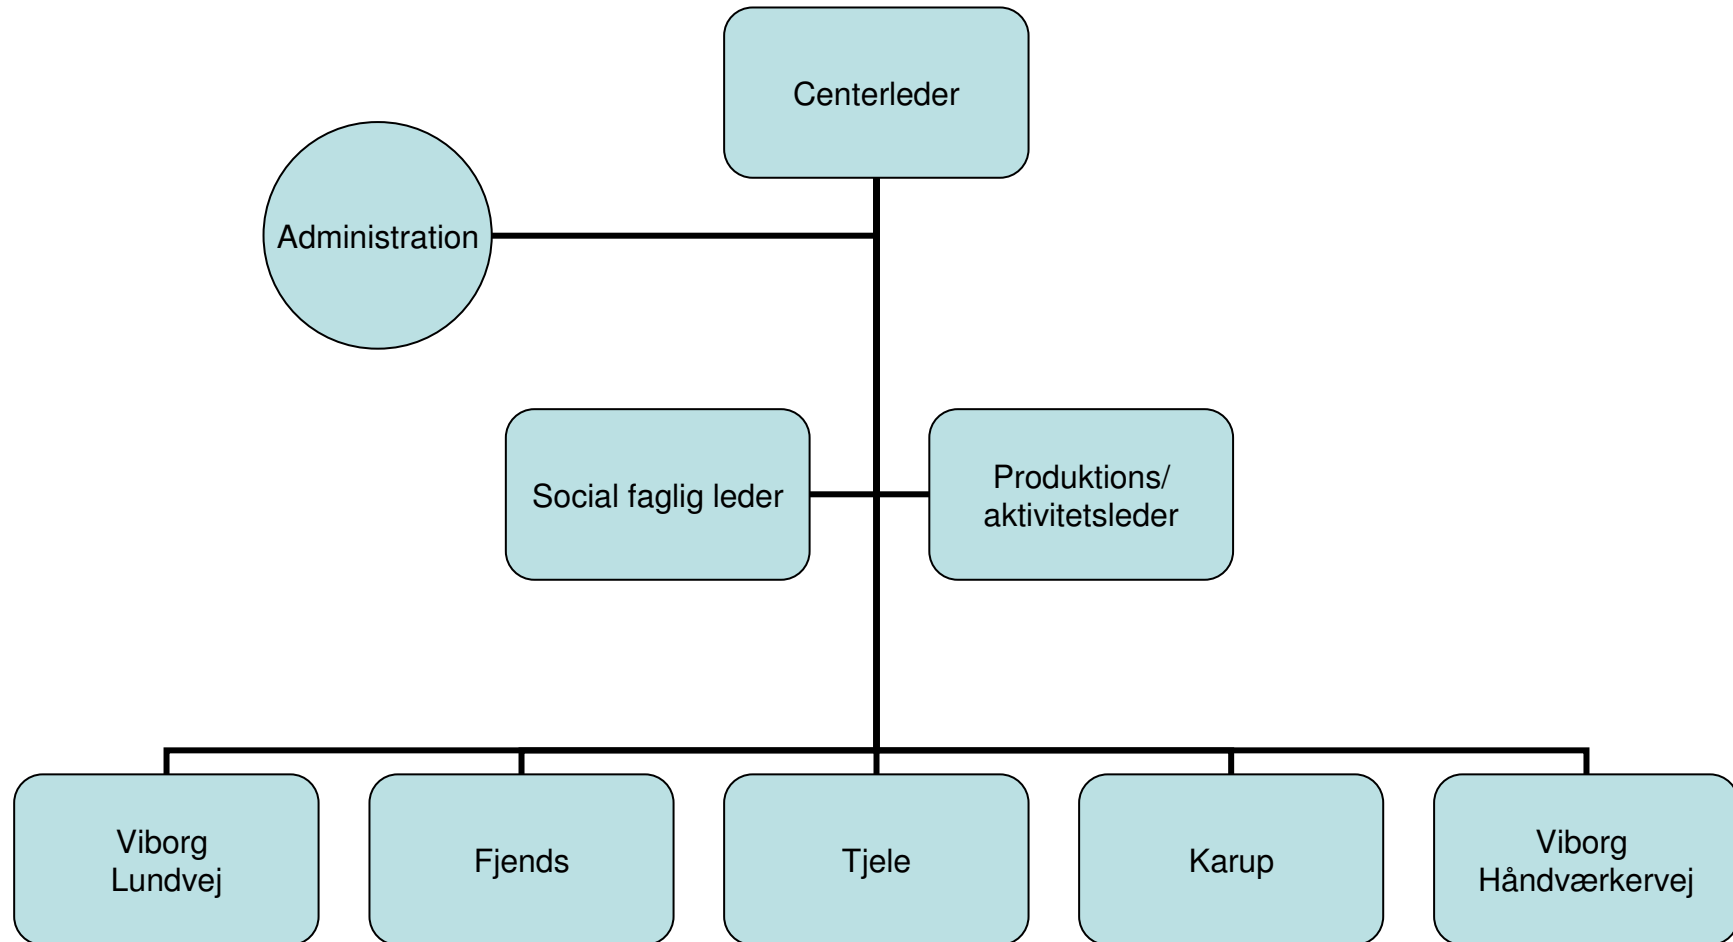 Centerleder
Administration
Social faglig leder
Produktions/
aktivitetsleder
Viborg
Lundvej
Fjends
Tjele
Karup
Viborg
Håndværkervej